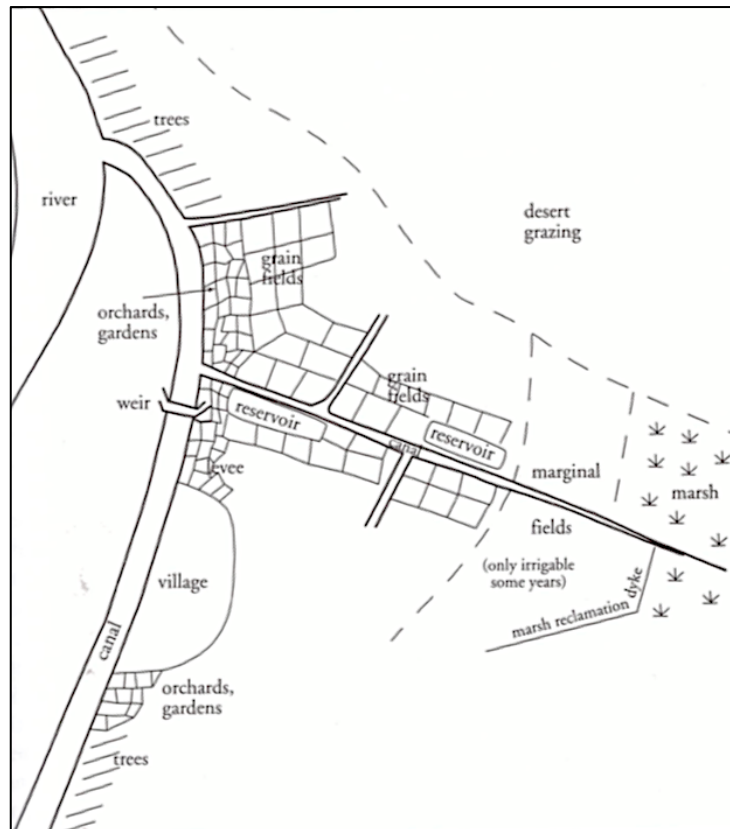 trees
river
desert
grazing
grain
fields
orchards,
gardens
grain
fields
weir
reservoir
reservoir
canal
levee
marginal
marsh
fields
(only irrigable
some years)
village
dyke
marsh reclamation
canal
orchards,
gardens
trees